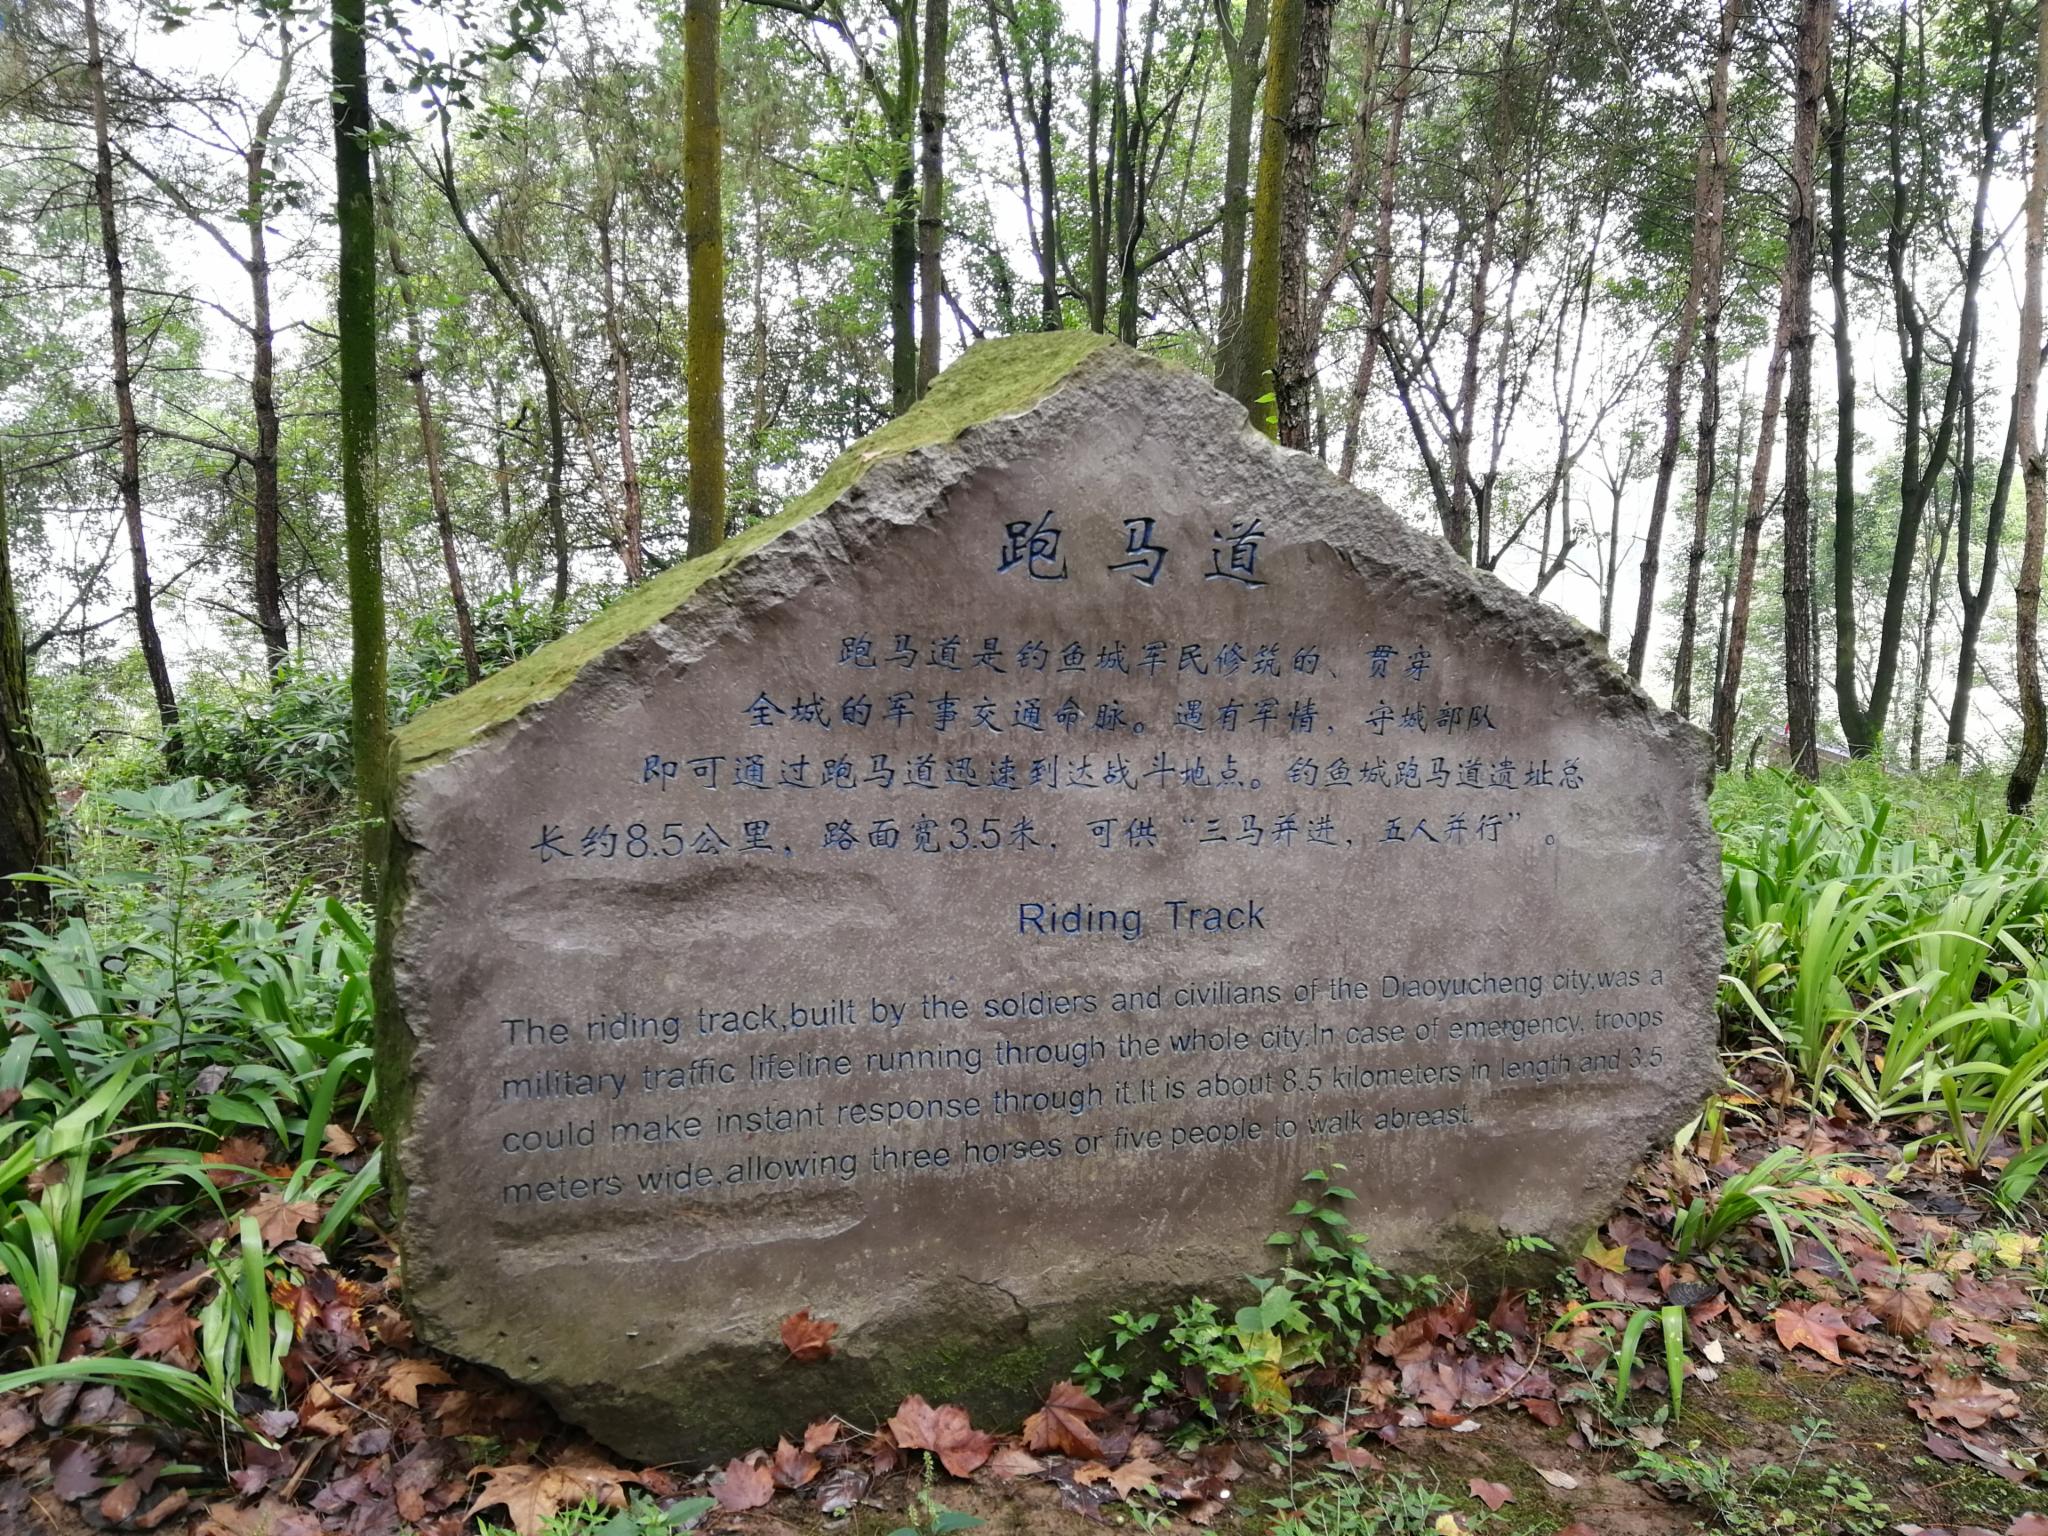 跑马道
跑马道是钓鱼城军民修筑的、贯穿
全城的军事交通命脉。遇有军情，守城部队
即可通过跑马道迅速到达战斗地点。钓鱼城跑马道遗址总
长约8.5公里，路面宽3.5米，可供“三马并进，五人并行”。
Riding Track
The riding track,built by the soldiers and civilians of the Diaoyucheng city,was a
military traffic lifeline running through the whole city.In case of emergency, troops
could make instant response through it.It is about 8.5 kilometers in length and 3.5
meters wide,allowing three horses or five people to walk abreast.